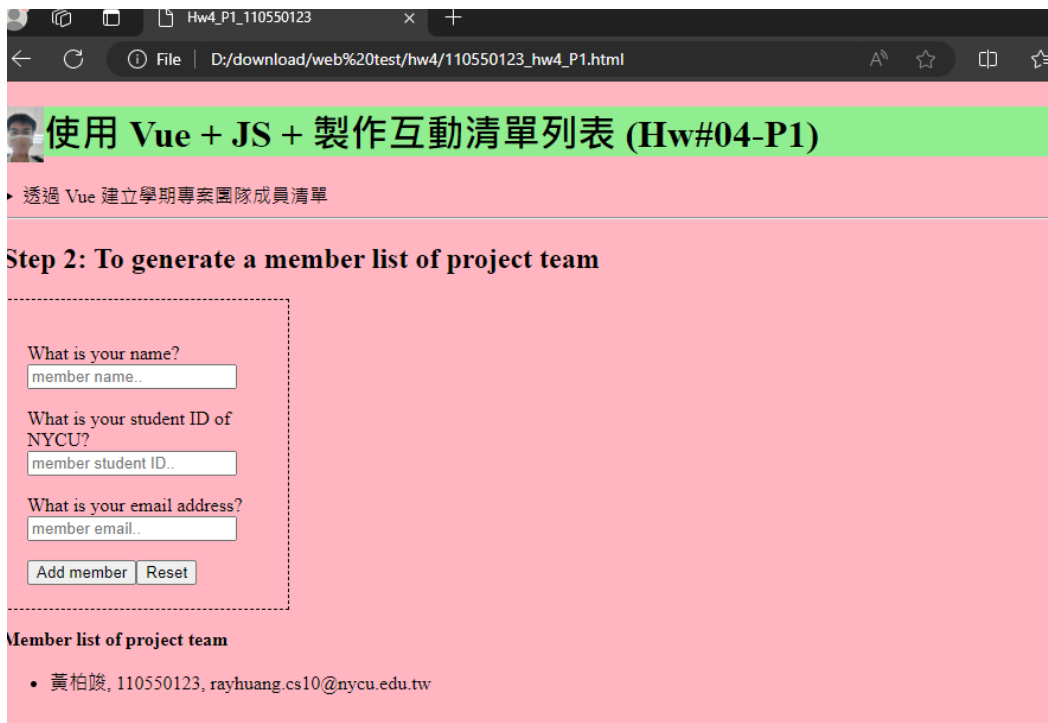 Hw4_P1_110550123
File
D:/download/web%20test/hw4/110550123_hw4_P1.html
使用 Vue + JS + 製作互動清單列表 (Hw#04-P1)
透過 Vue 建立學期專案團隊成員清單
Step 2: To generate a member list of project team
What is your name?
member name..
What is your student ID of
NYCU?
member student ID..
What is your email address?
member email..
Add member Reset
Member list of project team
黃柏竣, 110550123, rayhuang.cs10@nycu.edu.tw